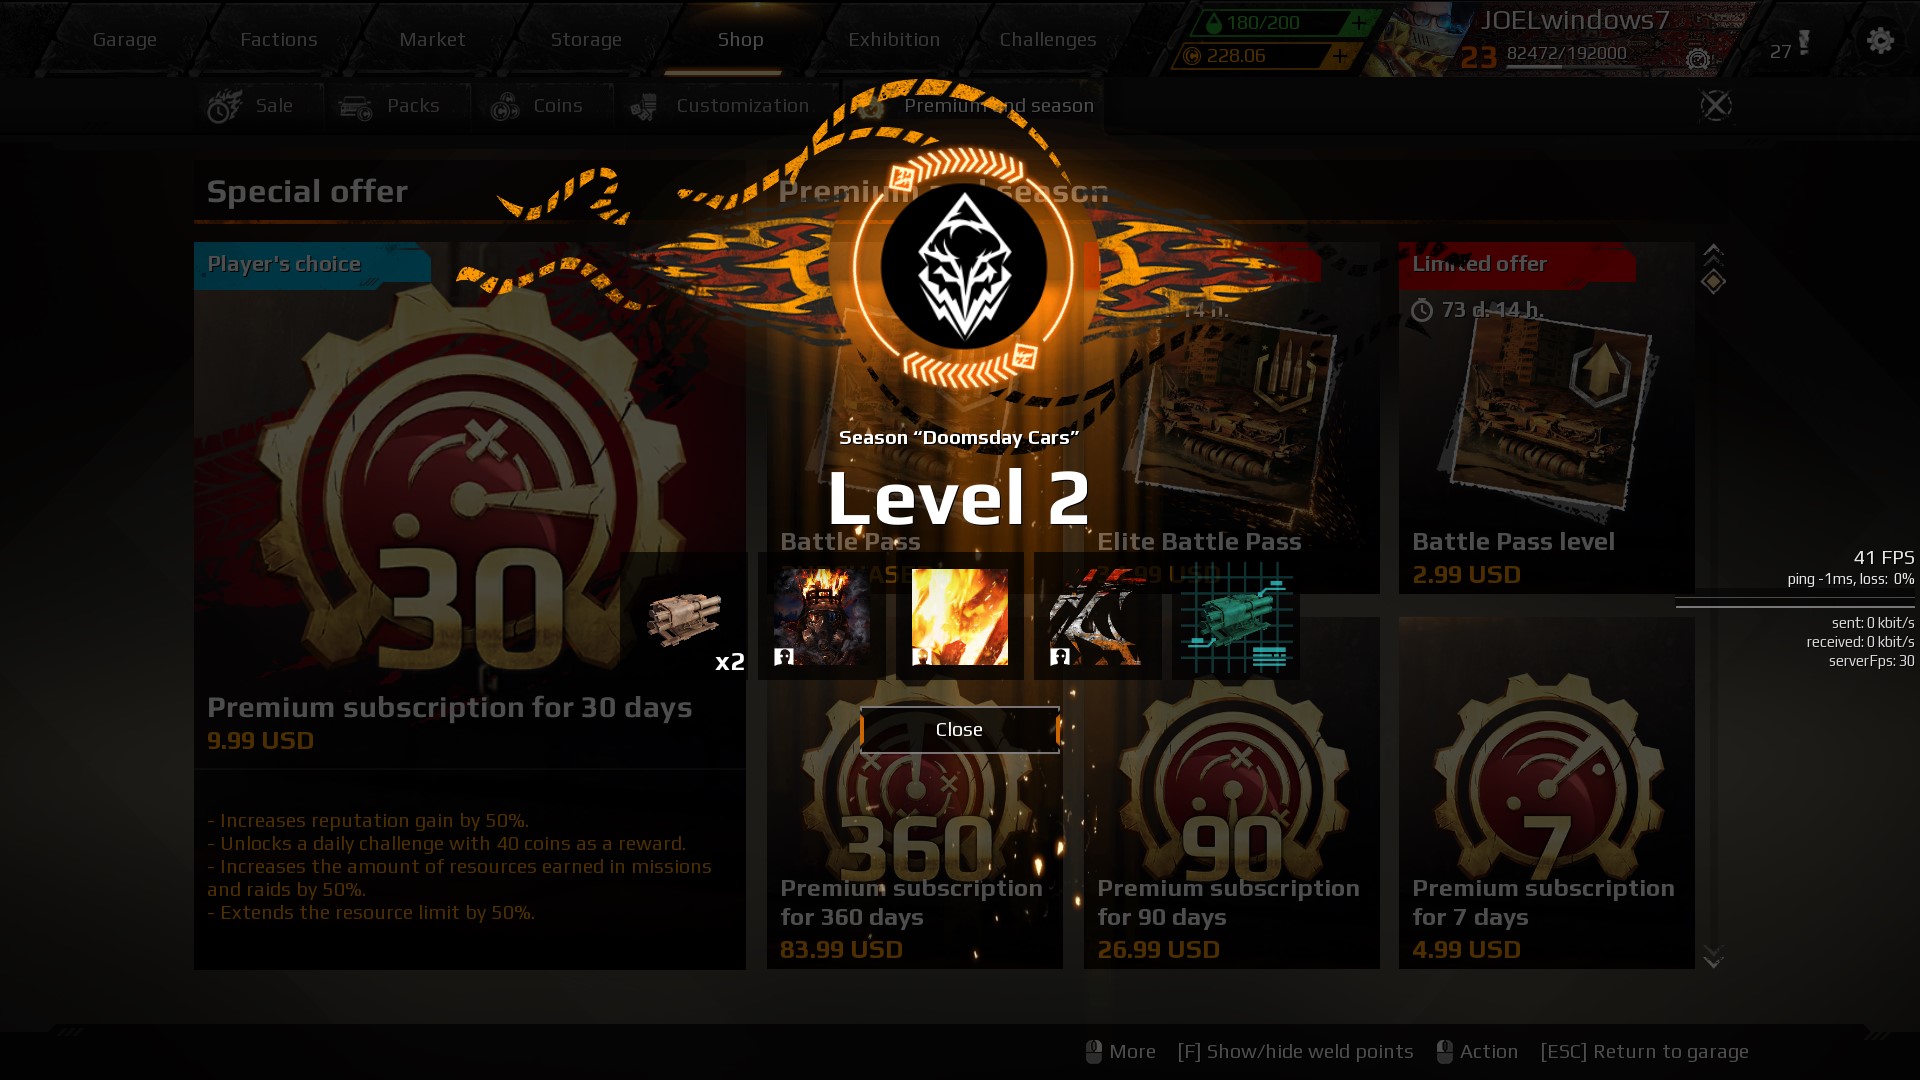 Garage
Factions
Market
Storage
Shop
Exhibition
Challenges
180/200
228.06
JOELwindows7
23
82472/192000
27
Sale
Packs
Coins
Customization
Premium and season
Special offer
Premium and season
Player's choice
30
Premium subscription for 30 days
9.99 USD
- Increases reputation gain by 50%.
- Unlocks a daily challenge with 40 coins as a reward.
- Increases the amount of resources earned in missions
and raids by 50%.
- Extends the resource limit by 50%.
Season “Doomsday Cars”
Level 2
x2
Close
Battle Pass
Elite Battle Pass
USD
14 h.
Limited offer
73 d. 14 h.
Battle Pass level
2.99 USD
360
Premium subscription
for 360 days
83.99 USD
90
Premium subscription
for 90 days
26.99 USD
7
Premium subscription
for 7 days
4.99 USD
41 FPS
ping -1ms, loss: 0%
sent: 0 kbit/s
received: 0 kbit/s
serverFps: 30
More
[F] Show/hide weld points
Action
[ESC] Return to garage